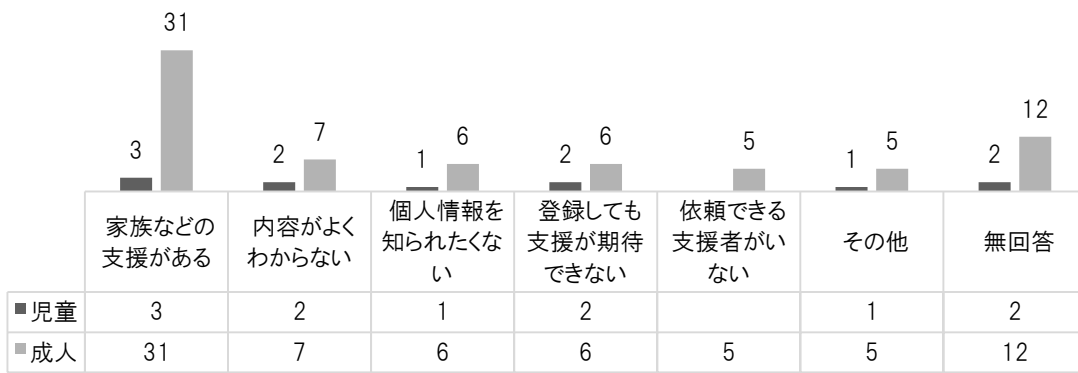 31
3
2
7
1
6
2
6
5
1
5
2
12
家族などの
支援がある
内容がよく
わからない
個人情報を
知られたくな
い
登録しても
支援が期待
できない
依頼できる
支援者がい
ない
その他
無回答
児童 3 2 1 2 1 2
成人 31 7 6 6 5 5 12